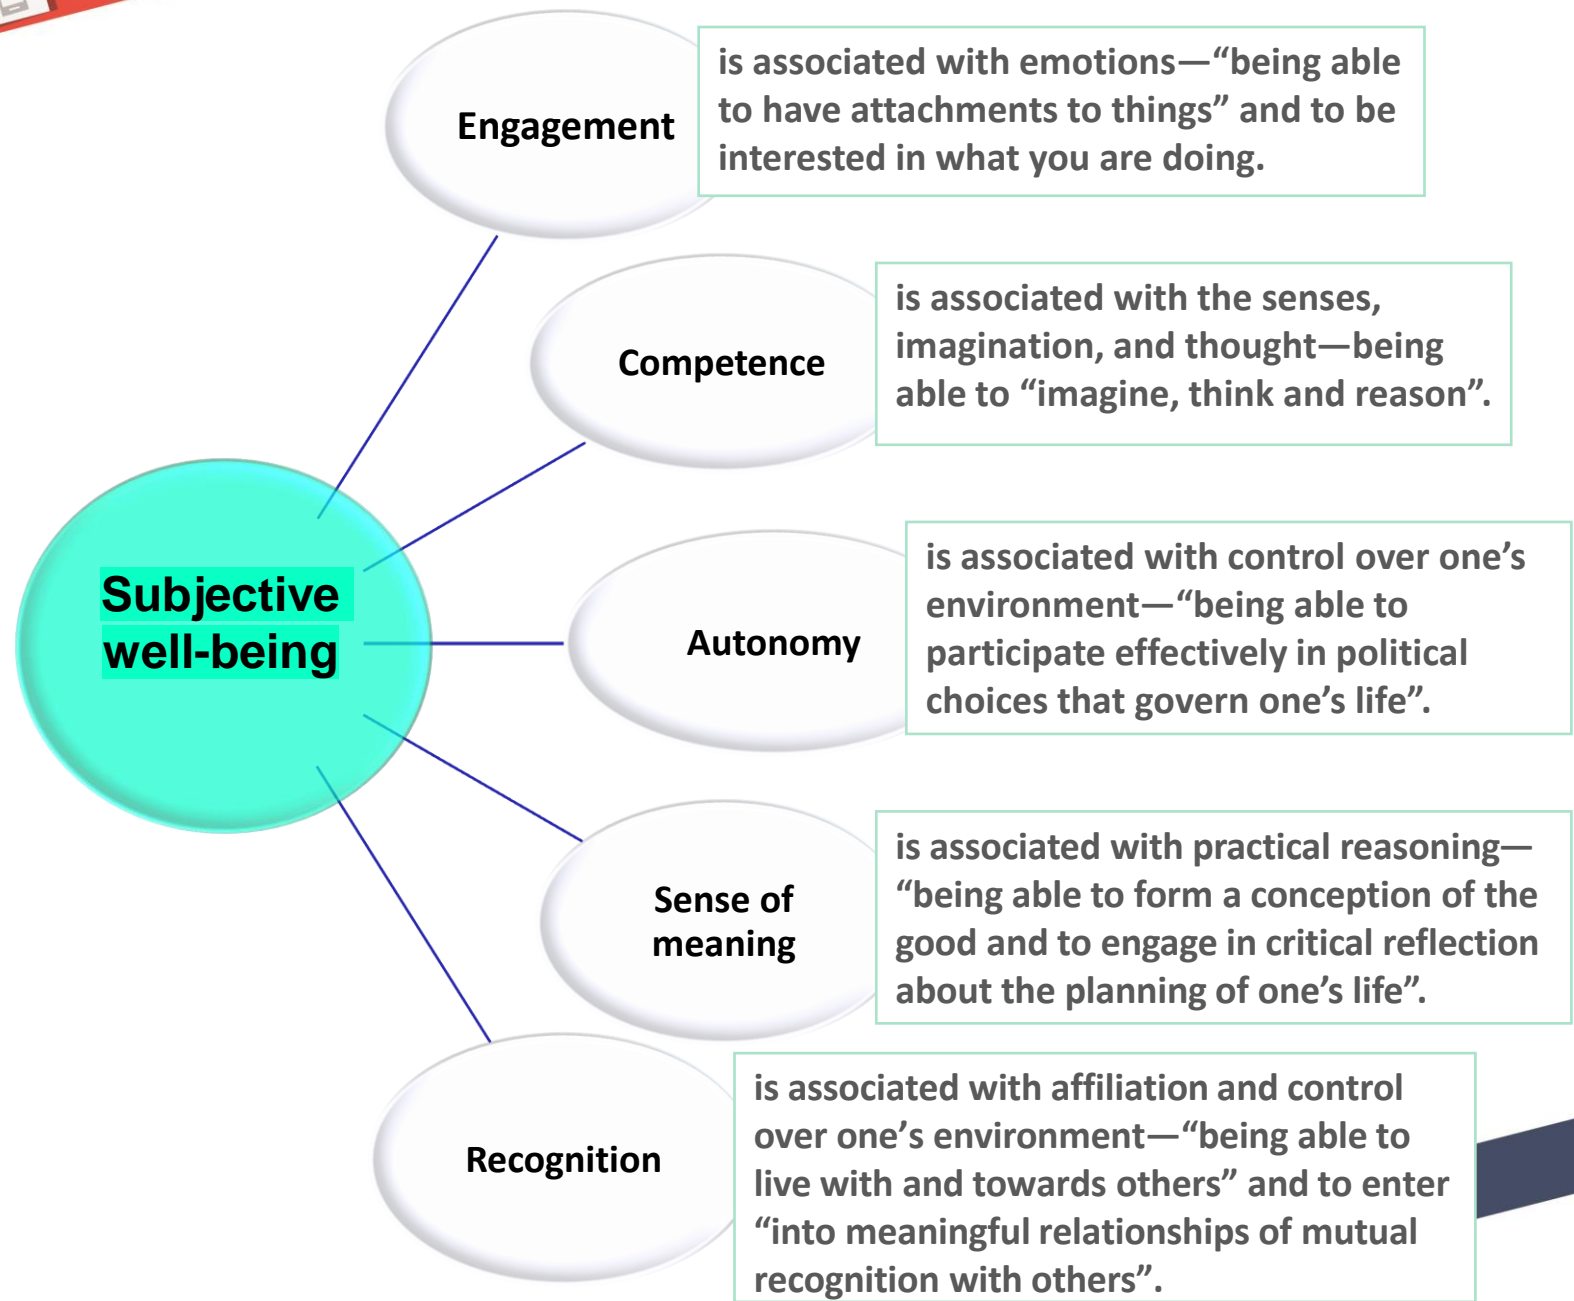 Engagement
is associated with emotions—“being able
to have attachments to things” and to be
interested in what you are doing.
Competence
is associated with the senses,
imagination, and thought—being
able to “imagine, think and reason”.
Subjective
well-being
Autonomy
is associated with control over one’s
environment—“being able to
participate effectively in political
choices that govern one’s life”.
Sense of
meaning
is associated with practical reasoning—
“being able to form a conception of the
good and to engage in critical reflection
about the planning of one’s life”.
Recognition
is associated with affiliation and control
over one’s environment—“being able to
live with and towards others” and to enter
“into meaningful relationships of mutual
recognition with others”.